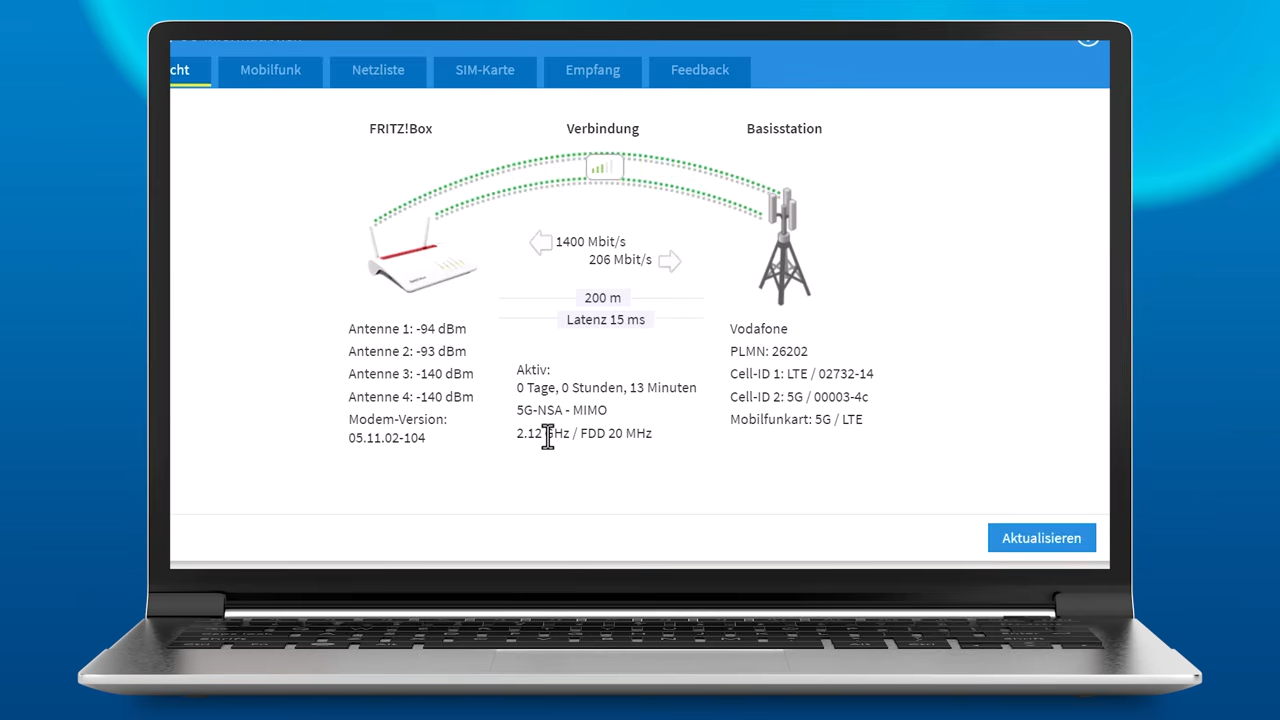 cht
Mobilfunk
Netzliste
SIM-Karte
Empfang
Feedback
FRITZ!Box
Verbindung
Basisstation
1400 Mbit/s
206 Mbit/s
200 m
Latenz 15 ms
Antenne 1: -94 dBm
Antenne 2: -93 dBm
Antenne 3: -140 dBm
Antenne 4: -140 dBm
Modem-Version:
05.11.02-104
Aktiv:
0 Tage, 0 Stunden, 13 Minuten
5G-NSA - MIMO
2.12 GHz / FDD 20 MHz
Vodafone
PLMN: 26202
Cell-ID 1: LTE / 02732-14
Cell-ID 2: 5G / 00003-4c
Mobilfunkart: 5G / LTE
Aktualisieren